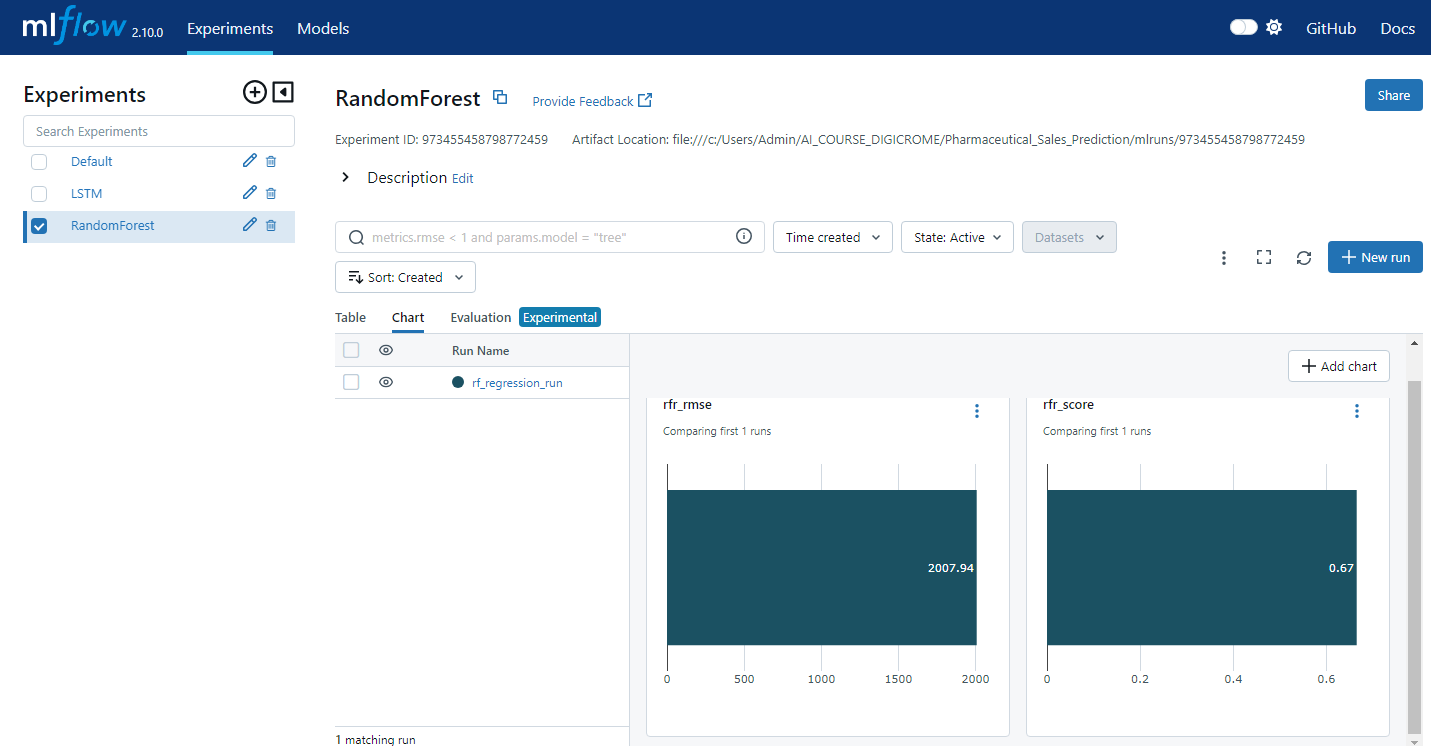 mlflow 2.10.0 Experiments Models GitHub Docs
Experiments
Search Experiments
Default
LSTM
RandomForest
RandomForest Provide Feedback Share
Experiment ID: 973455458798772459 Artifact Location: file:///c:/Users/Admin/AI_COURSE_DIGICROME/Pharmaceutical_Sales_Prediction/mlruns/973455458798772459
Description Edit
metrics.rmse < 1 and params.model = "tree" Time created State: Active Datasets
New run
Sort: Created
Table Chart Evaluation Experimental
Run Name
rf_regression_run
1 matching run
Add chart
rfr_rmse
Comparing first 1 runs
2007.94
0 500 1000 1500 2000
rfr_score
Comparing first 1 runs
0.67
0 0.2 0.4 0.6